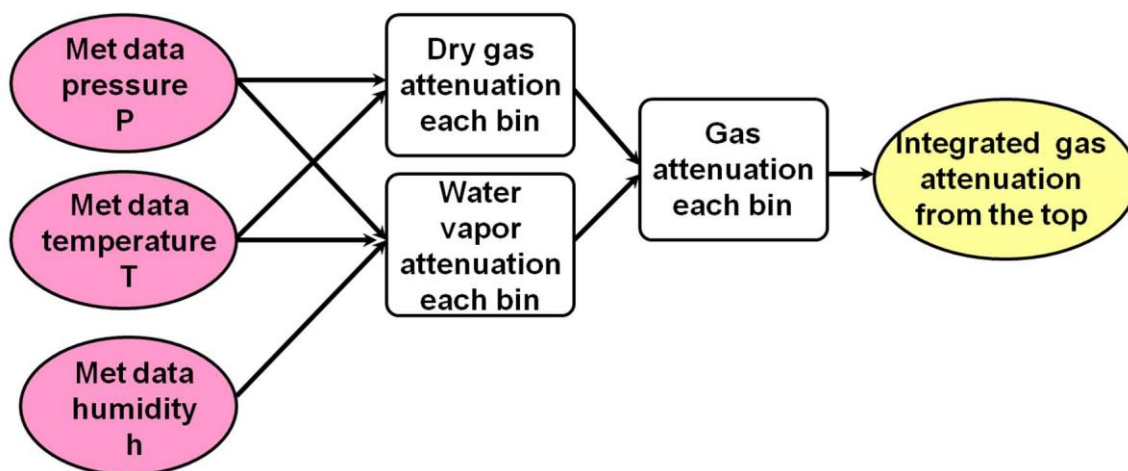 Met data
pressure
P
Met data
temperature
T
Met data
humidity
h
Dry gas
attenuation
each bin
Water
vapor
attenuation
each bin
Gas
attenuation
each bin
Integrated gas
attenuation
from the top